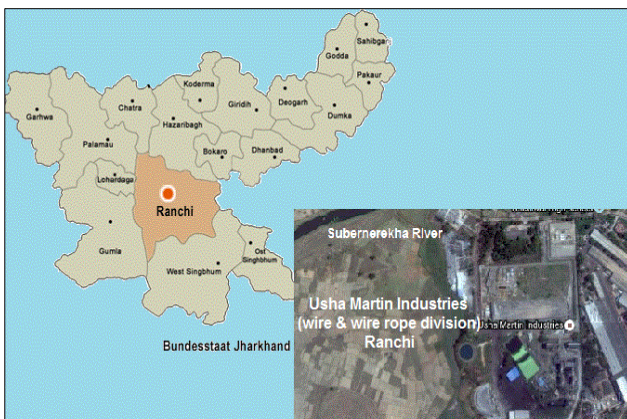 Sahibganj
Godda
Pakaur
Koderma
Deogarh
Garhwa
Chatra
Giridih
Dumka
Hazaribagh
Palamau
Bokaro
Dhanbad
Lohardaga
Ranchi
Gumla
Ost
Singhbhum
West Singbhum
Bundesstaat Jharkhand
Subernerekha River
Usha Martin Industries
(wire & wire rope division)
Ranchi
Usha Martin Industries